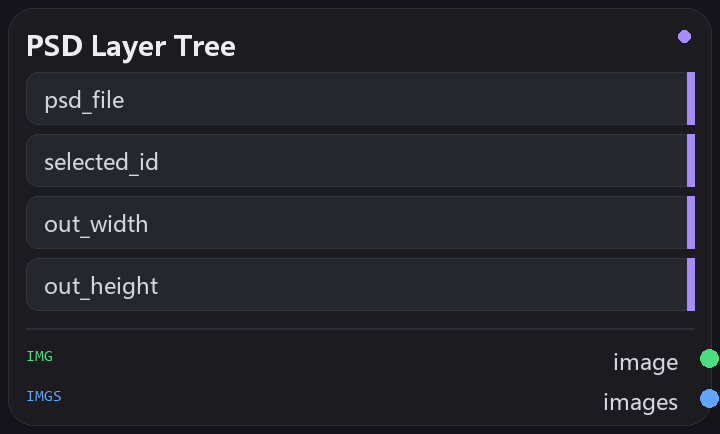 PSD Layer Tree
psd_file
selected_id
out_width
out_height
IMG image
IMGS images